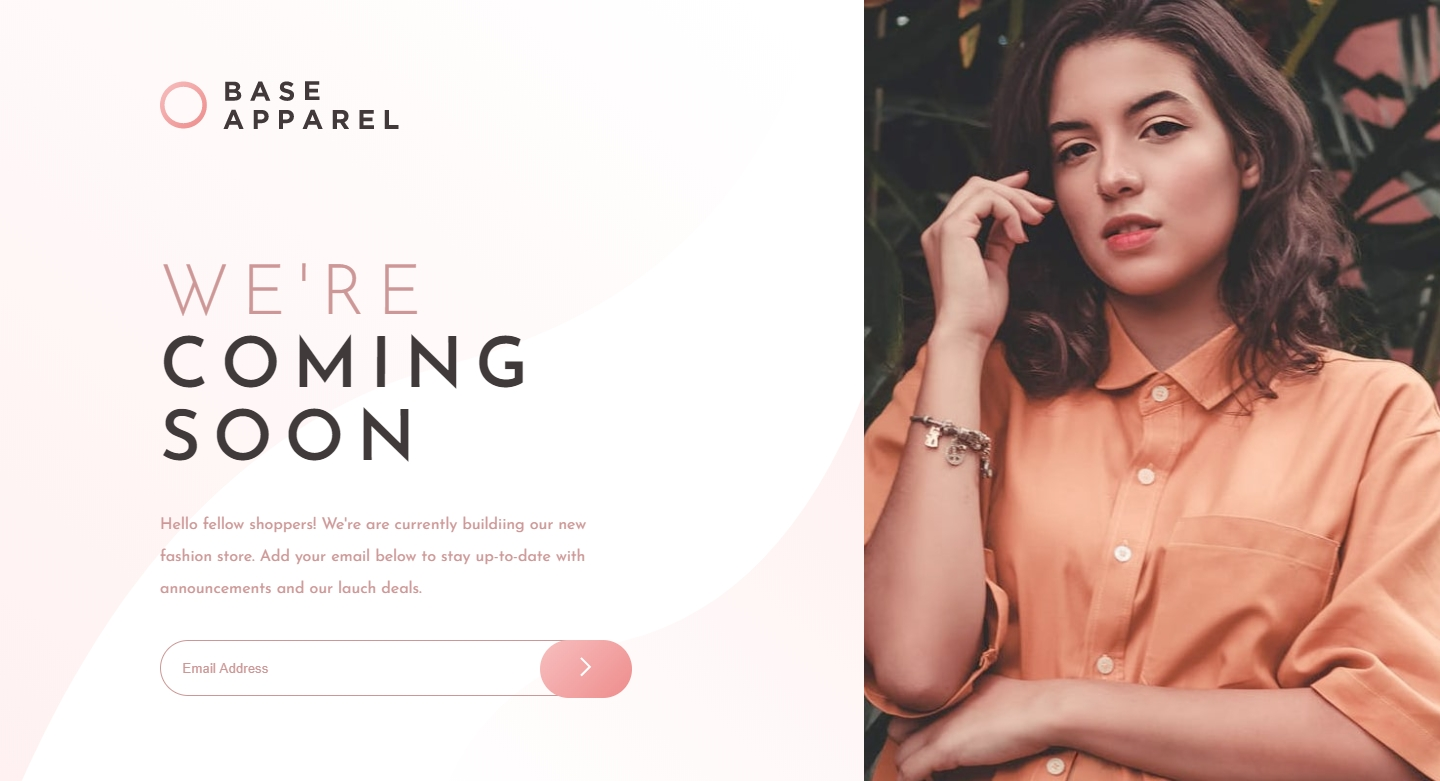 BASE
APPAREL
WE'RE
COMING
SOON
Hello fellow shoppers! We're are currently buildiing our new
fashion store. Add your email below to stay up-to-date with
announcements and our lauch deals.
Email Address